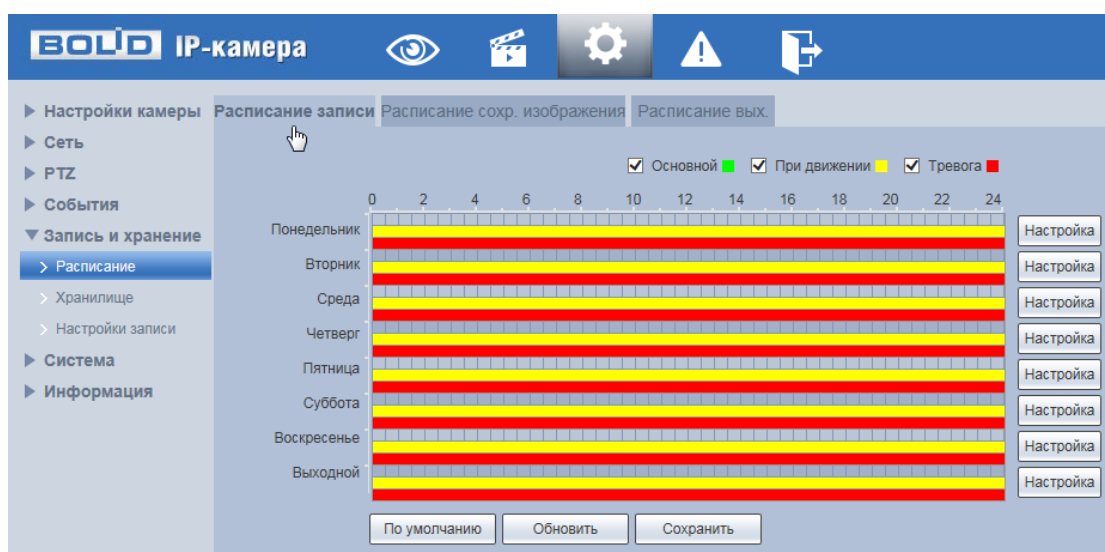 BOLID IP-камера
Настройки камеры
Сеть
PTZ
События
Запись и хранение
Расписание
Хранилище
Настройки записи
Система
Информация
Расписание записи Расписание сохр. изображения Расписание вых.
Основной При движении Тревога
0 2 4 6 8 10 12 14 16 18 20 22 24
Понедельник Настройка
Вторник Настройка
Среда Настройка
Четверг Настройка
Пятница Настройка
Суббота Настройка
Воскресенье Настройка
Выходной Настройка
По умолчанию Обновить Сохранить